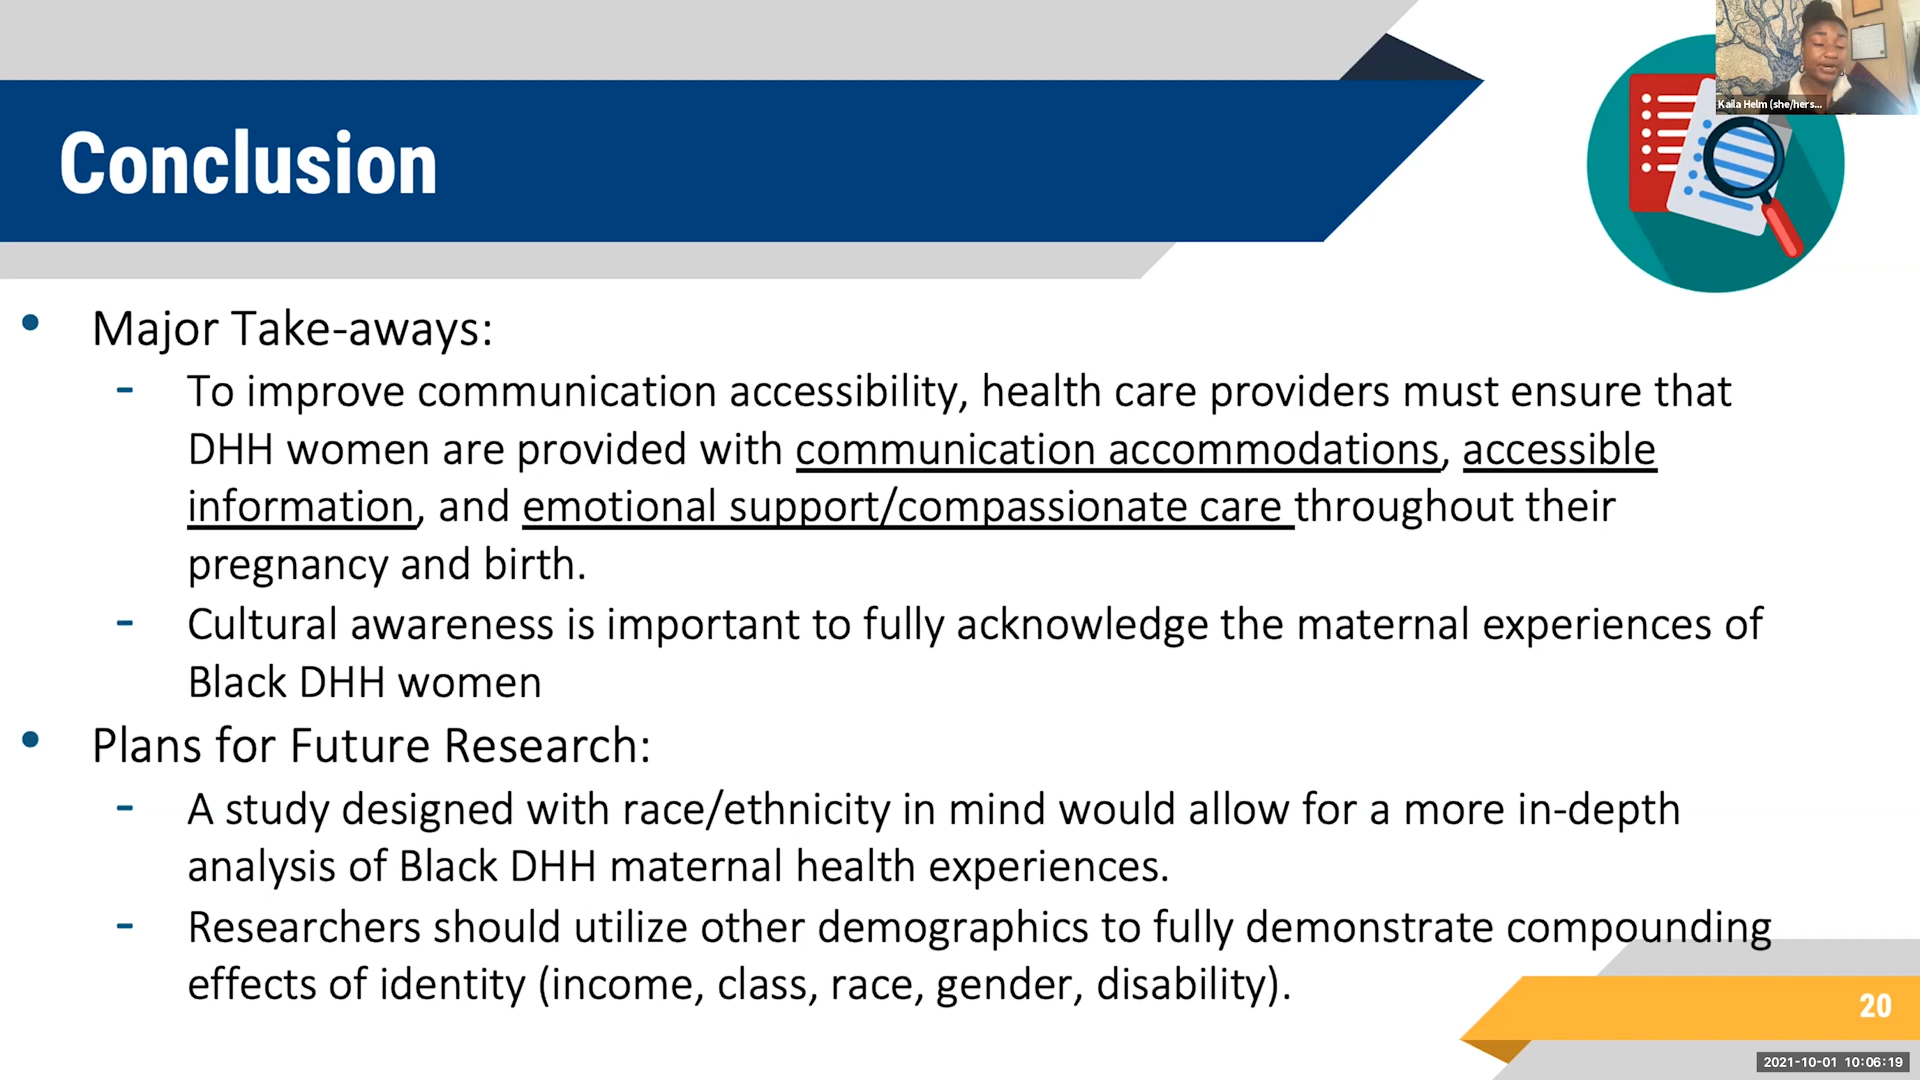 Kaila Helm (she/hers...
Conclusion
• Major Take-aways:
- To improve communication accessibility, health care providers must ensure that
DHH women are provided with communication accommodations, accessible
information, and emotional support/compassionate care throughout their
pregnancy and birth.
- Cultural awareness is important to fully acknowledge the maternal experiences of
Black DHH women
• Plans for Future Research:
- A study designed with race/ethnicity in mind would allow for a more in-depth
analysis of Black DHH maternal health experiences.
- Researchers should utilize other demographics to fully demonstrate compounding
effects of identity (income, class, race, gender, disability).
20
2021-10-01 10:06:19